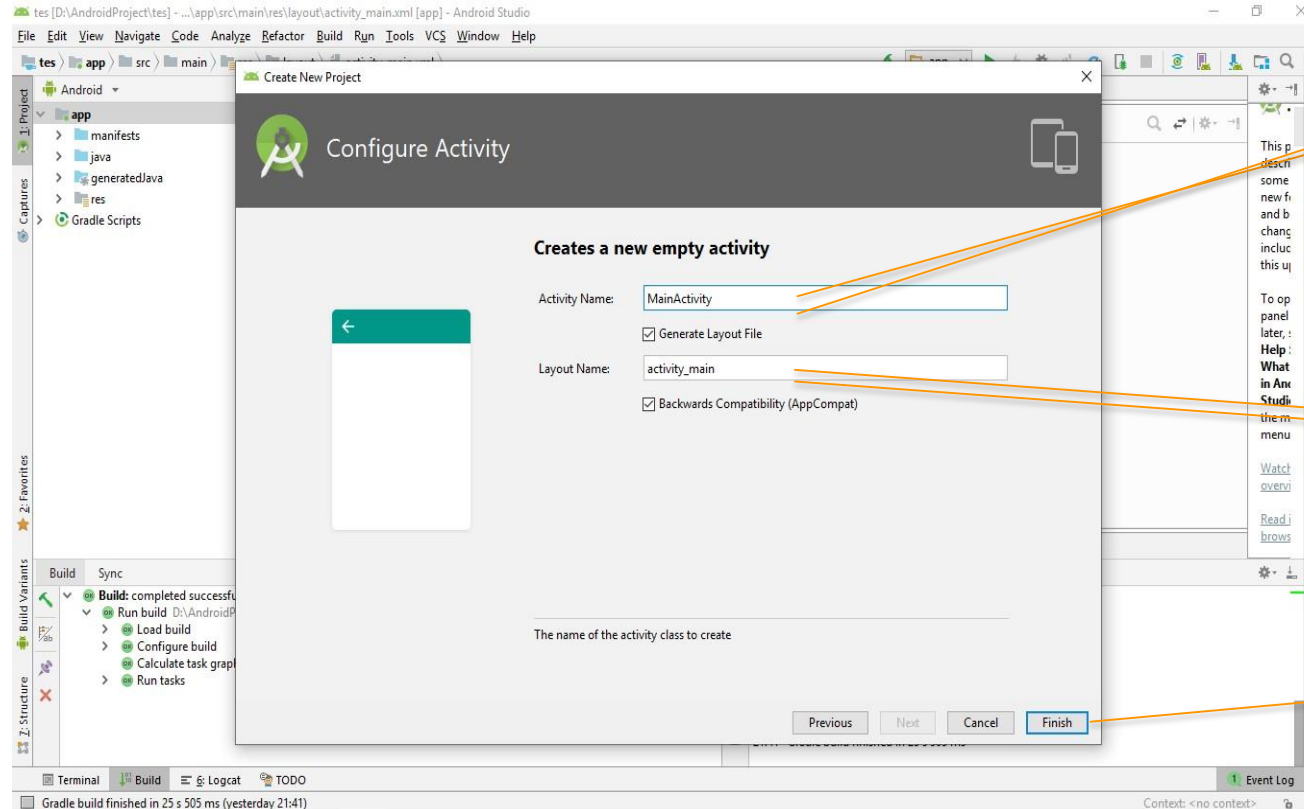 tes [D:\AndroidProject\tes] - ...\app\src\main\res\layout\activity_main.xml [app] - Android Studio
File Edit View Navigate Code Analyze Refactor Build Run Tools VCS Window Help
tes app src main
Create New Project
Android
1: Project
app
manifests
java
generatedJava
res
Gradle Scripts
Captures
Configure Activity
Creates a new empty activity
Activity Name: MainActivity
Generate Layout File
Layout Name: activity_main
Backwards Compatibility (AppCompat)
The name of the activity class to create
Previous Next Cancel Finish
This p
descri
some
new f
and b
chang
includ
this u
To op
panel
later,
Help
What
in And
Studi
the m
menu
Watch
overvi
Read i
brows
2: Favorites
Build Variants
7: Structure
Build Sync
Build: completed successfu
Run build D:\AndroidP
Load build
Configure build
Calculate task grap
Run tasks
Terminal Build 6: Logcat TODO
1 Event Log
Gradle build finished in 25 s 505 ms (yesterday 21:41)
Context: <no context>